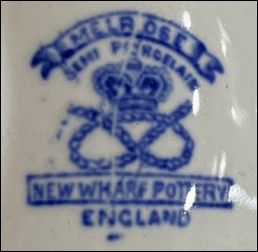 MELROSE
SEMI PORCELAIN
NEW WHARF POTTERY
ENGLAND